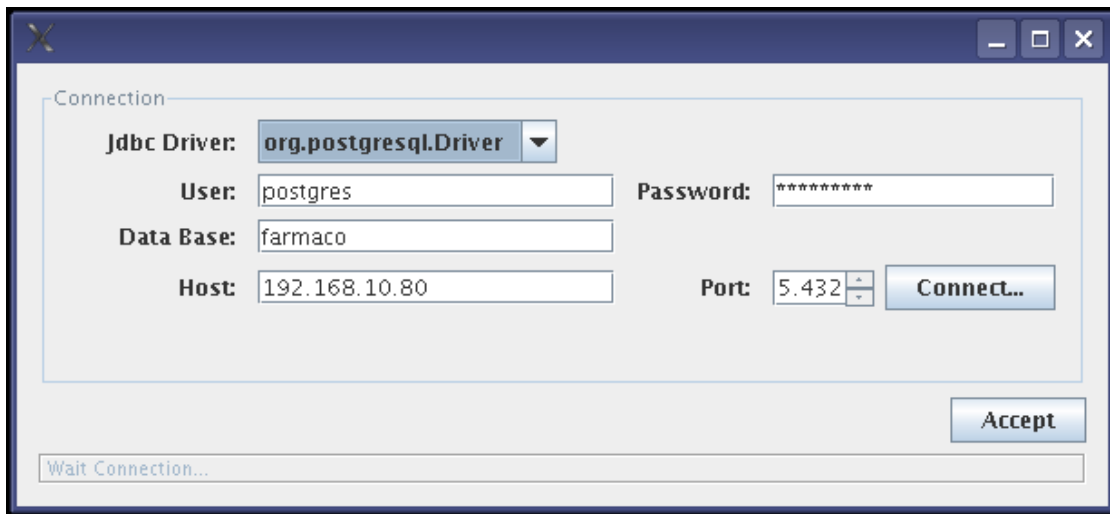 Connection
Jdbc Driver: org.postgresql.Driver
User: postgres Password: *********
Data Base: farmaco
Host: 192.168.10.80 Port: 5.432 Connect...
Accept
Wait Connection...